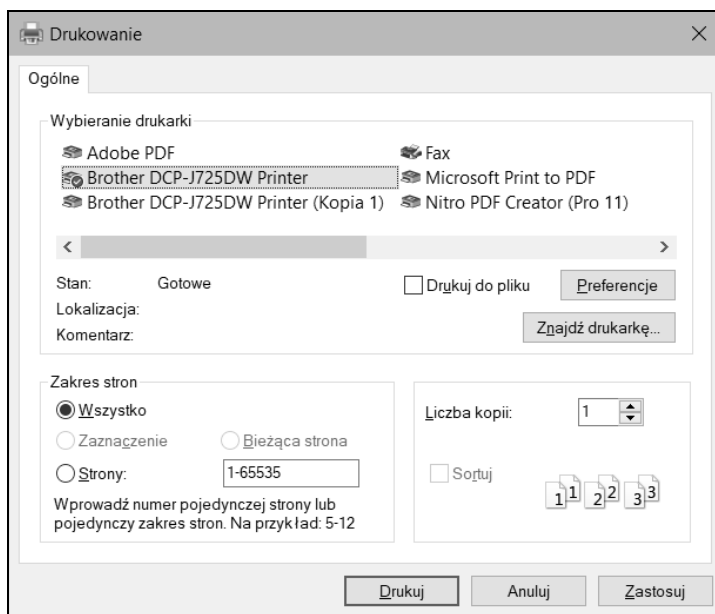 Drukowanie
Ogólne
Wybieranie drukarki
Adobe PDF
Fax
Brother DCP-J725DW Printer
Microsoft Print to PDF
Brother DCP-J725DW Printer (Kopia 1)
Nitro PDF Creator (Pro 11)
Stan: Gotowe
Drukuj do pliku
Preferencje
Lokalizacja:
Komentarz:
Znajdź drukarkę...
Zakres stron
Wszystko
Zaznaczenie
Bieżąca strona
Strony: 1-65535
Wprowadź numer pojedynczej strony lub
pojedynczy zakres stron. Na przykład: 5-12
Liczba kopii: 1
Sortuj
1 1 2 2 3 3
Drukuj
Anuluj
Zastosuj